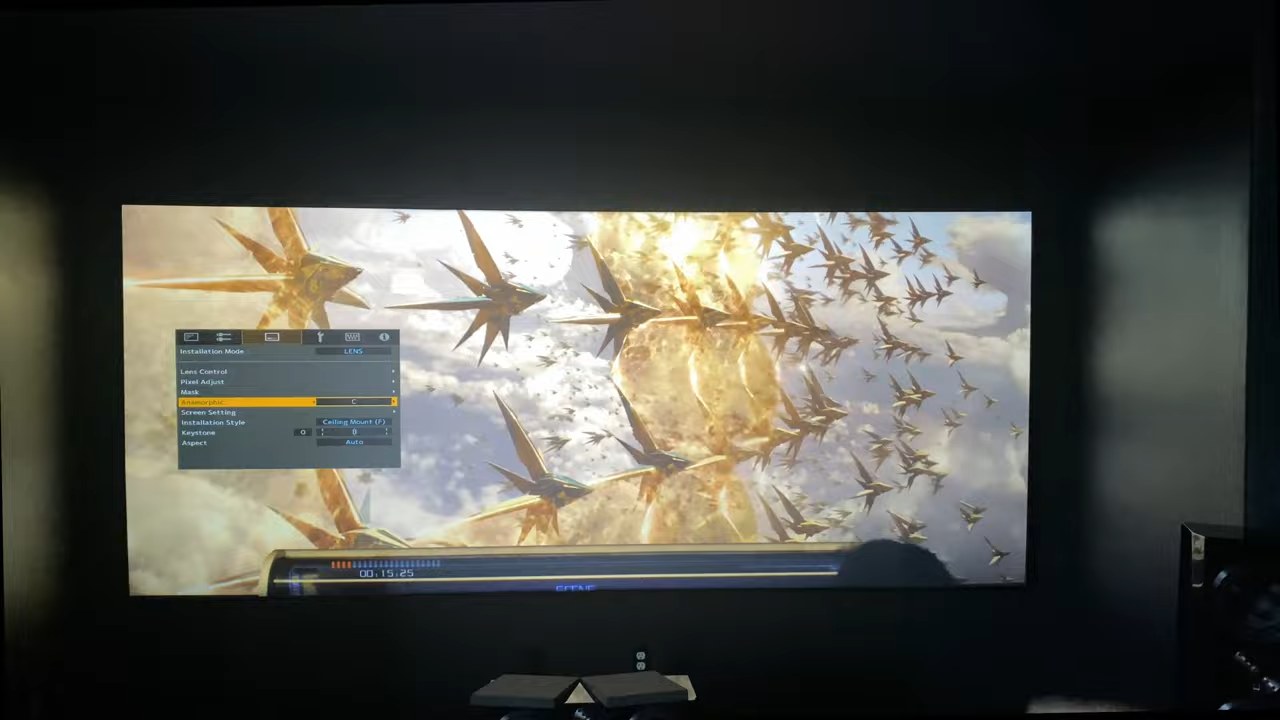 Installation Mode LENS
Lens Control
Pixel Adjust
Mask
Anamorphic C
Screen Setting
Installation Style Ceiling Mount (F)
Keystone 0 0
Aspect Auto
00:15:25
SCENE